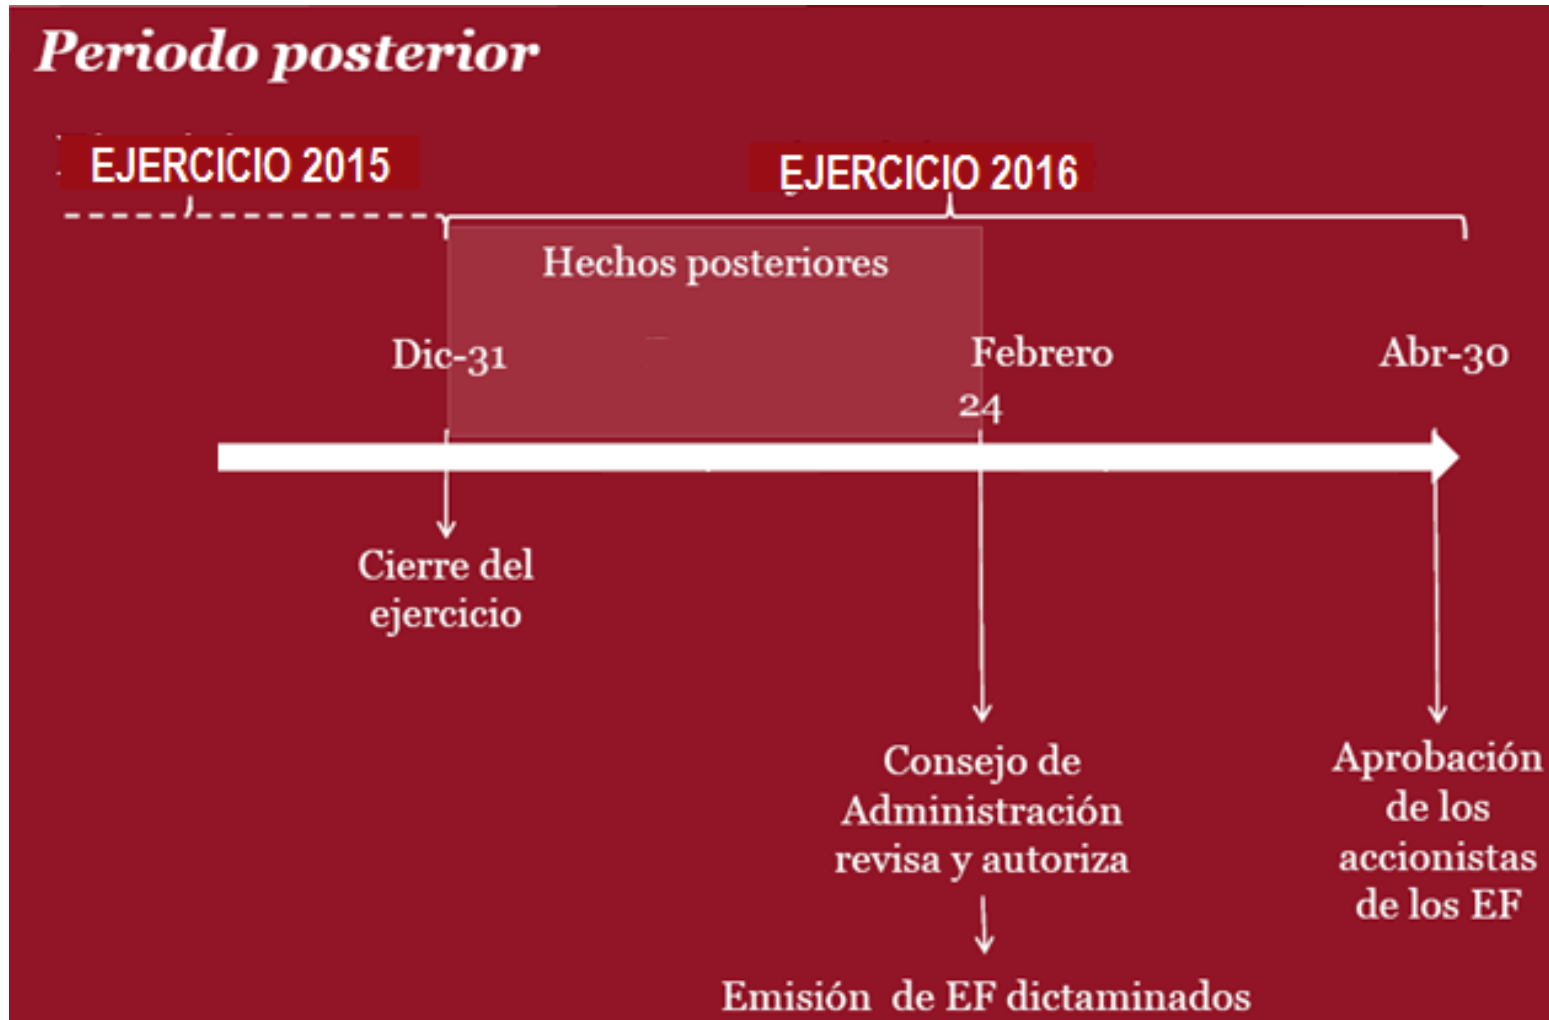 Periodo posterior
EJERCICIO 2015
EJERCICIO 2016
Hechos posteriores
Dic-31
Febrero
24
Abr-30
Cierre del
ejercicio
Consejo de
Administración
revisa y autoriza
Emisión de EF dictaminados
Aprobación
de los
accionistas
de los EF